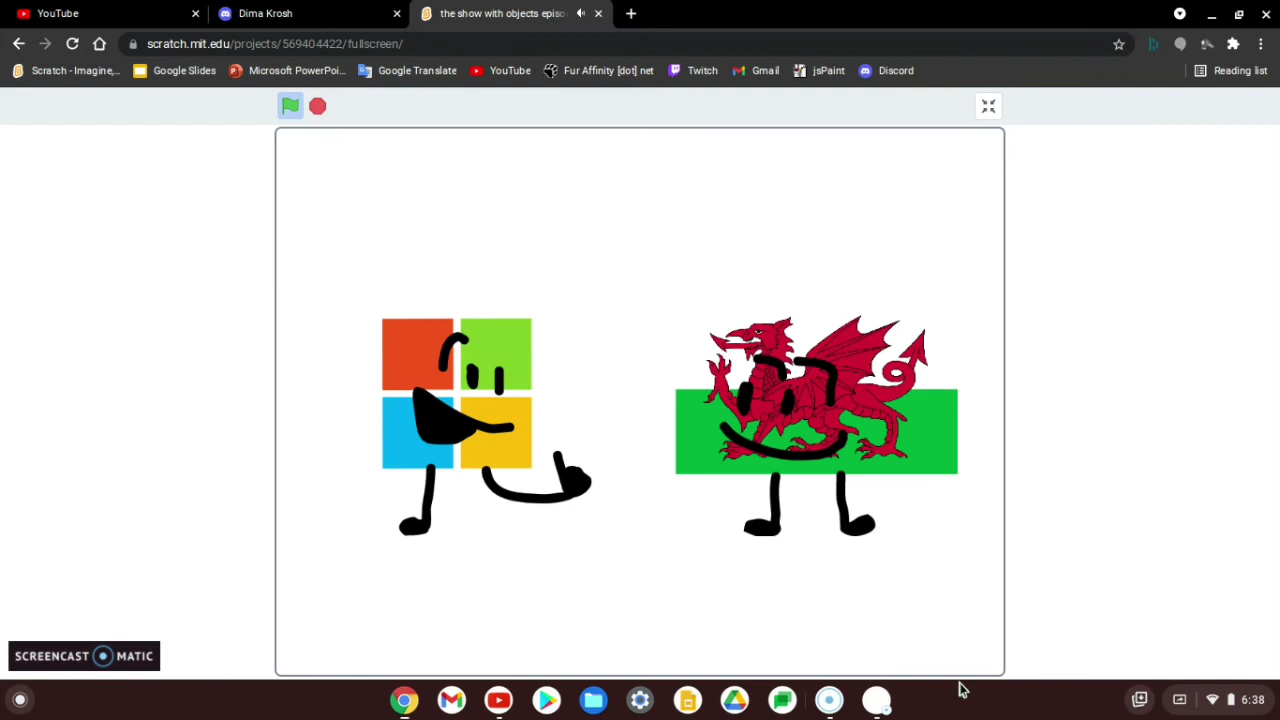 YouTube
Dima Krosh
the show with objects episo
scratch.mit.edu/projects/569404422/fullscreen/
Scratch - Imagine,...
Google Slides
Microsoft PowerPoi...
Google Translate
YouTube
Fur Affinity [dot] net
Twitch
Gmail
jsPaint
Discord
Reading list
SCREENCAST MATIC
6:38